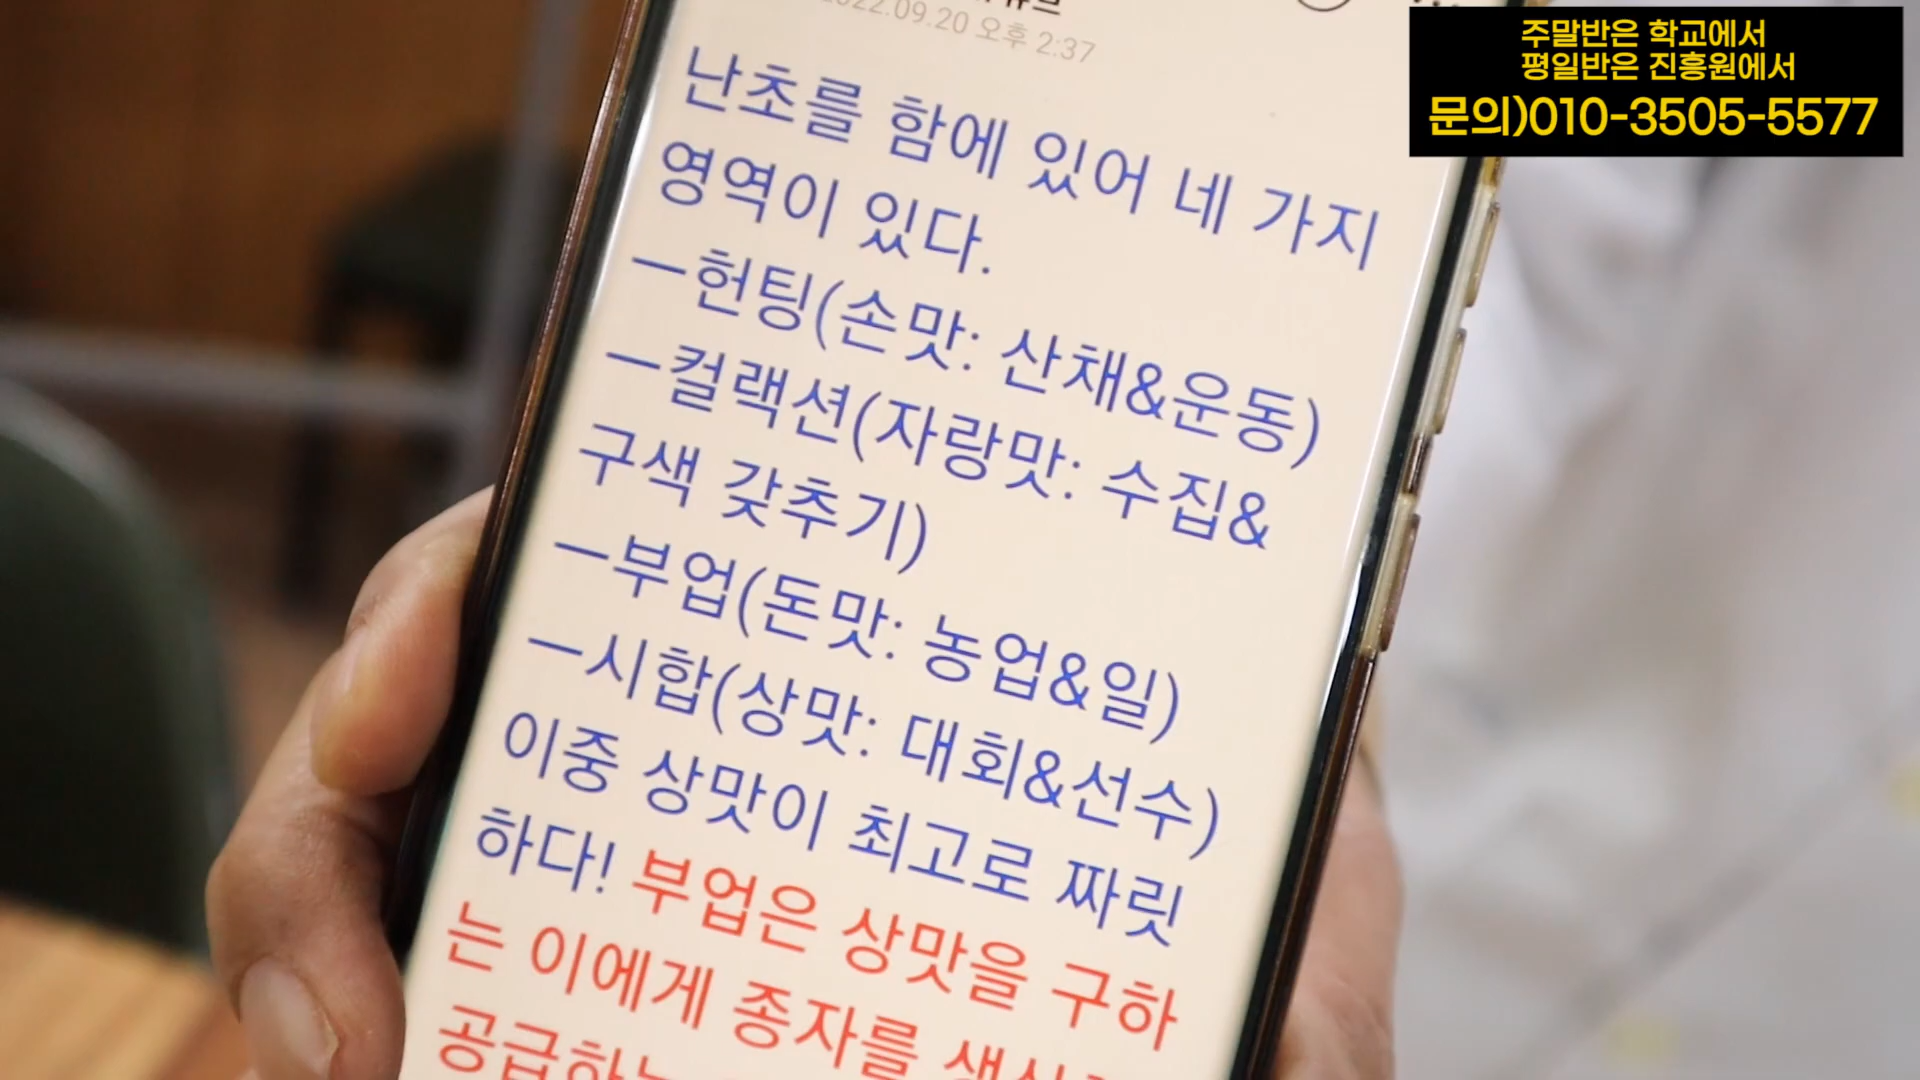 주말반은 학교에서
평일반은 진흥원에서
문의)010-3505-5577
2022.09.20 오후 2:37
난초를 함에 있어 네 가지
영역이 있다.
ㅡ헌팅(손맛: 산채&운동)
ㅡ컬랙션(자랑맛: 수집&
구색 갖추기)
ㅡ부업(돈맛: 농업&일)
ㅡ시합(상맛: 대회&선수)
이중 상맛이 최고로 짜릿
하다! 부업은 상맛을 구하
는 이에게 종자를